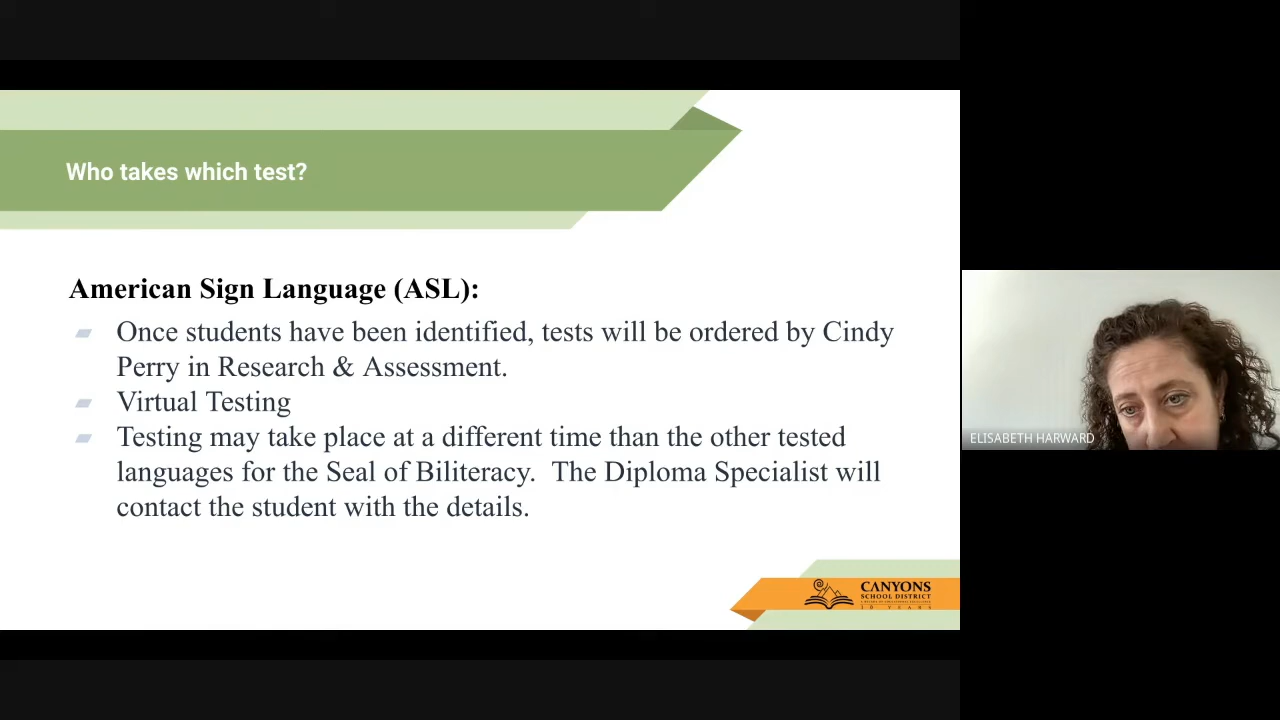 Who takes which test?
American Sign Language (ASL):
Once students have been identified, tests will be ordered by Cindy
Perry in Research & Assessment.
Virtual Testing
Testing may take place at a different time than the other tested
languages for the Seal of Biliteracy.  The Diploma Specialist will
contact the student with the details.
ELISABETH HARWARD
CANYONS
SCHOOL DISTRICT